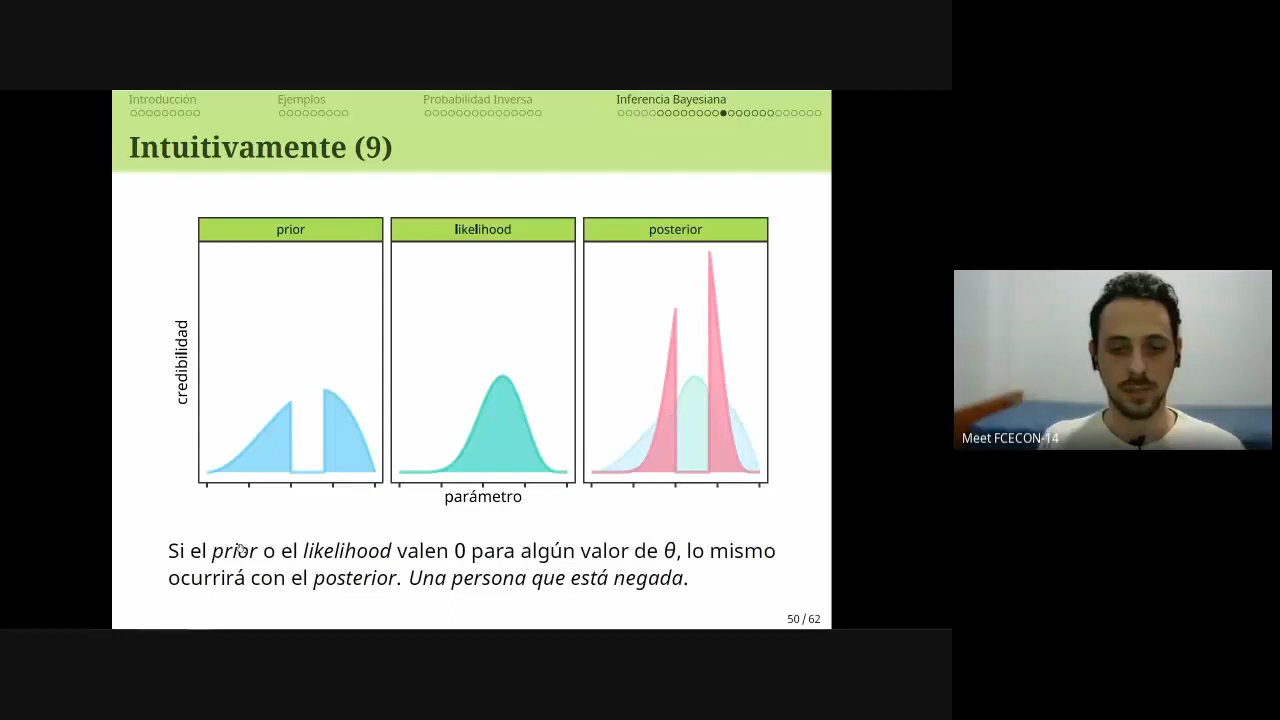 Introducción Ejemplos Probabilidad Inversa Inferencia Bayesiana
Intuitivamente (9)
prior likelihood posterior
credibilidad
parámetro
Si el prior o el likelihood valen 0 para algún valor de θ, lo mismo
ocurrirá con el posterior. Una persona que está negada.
50 / 62
Meet FCECON-14